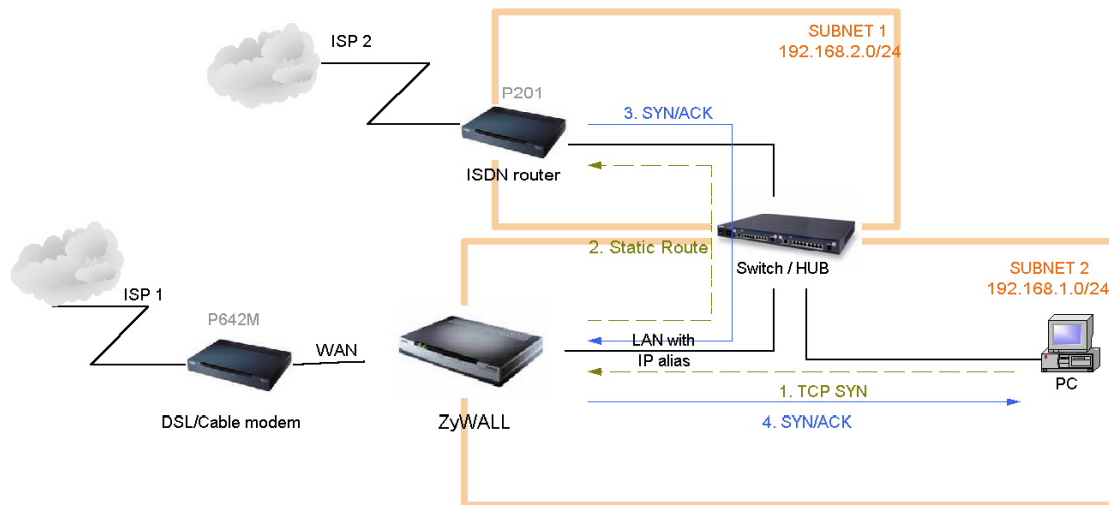 SUBNET 1
192.168.2.0/24
ISP 2
P201
3. SYN/ACK
ISDN router
2. Static Route
Switch / HUB
SUBNET 2
192.168.1.0/24
ISP 1
P642M
WAN
LAN with
IP alias
PC
1. TCP SYN
DSL/Cable modem
ZyWALL
4. SYN/ACK